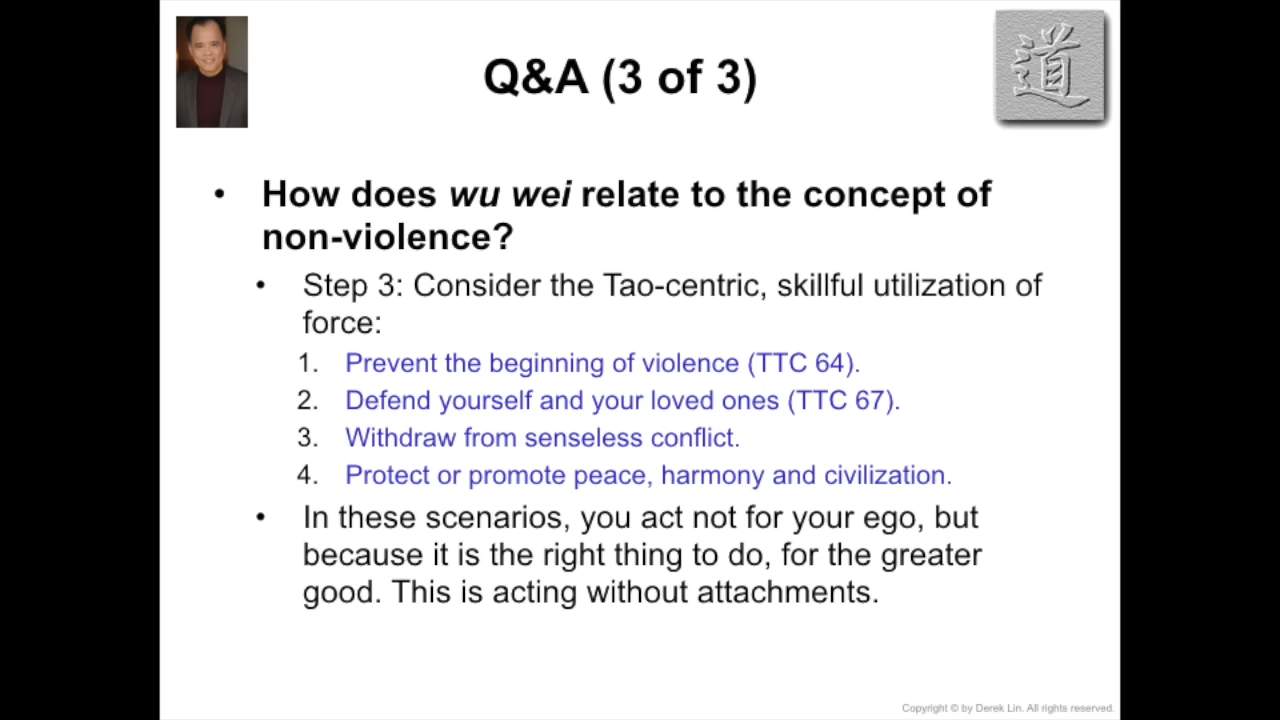 Q&A (3 of 3)
道
• How does wu wei relate to the concept of
non-violence?
• Step 3: Consider the Tao-centric, skillful utilization of
force:
1. Prevent the beginning of violence (TTC 64).
2. Defend yourself and your loved ones (TTC 67).
3. Withdraw from senseless conflict.
4. Protect or promote peace, harmony and civilization.
• In these scenarios, you act not for your ego, but
because it is the right thing to do, for the greater
good. This is acting without attachments.
Copyright © by Derek Lin. All rights reserved.